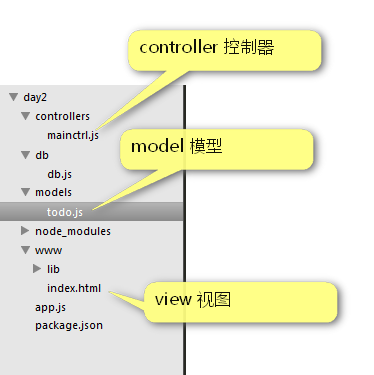 controller 控制器
day2
controllers
mainctrl.js
model 模型
db
db.js
models
todo.js
node_modules
www
lib
index.html
view 视图
app.js
package.json